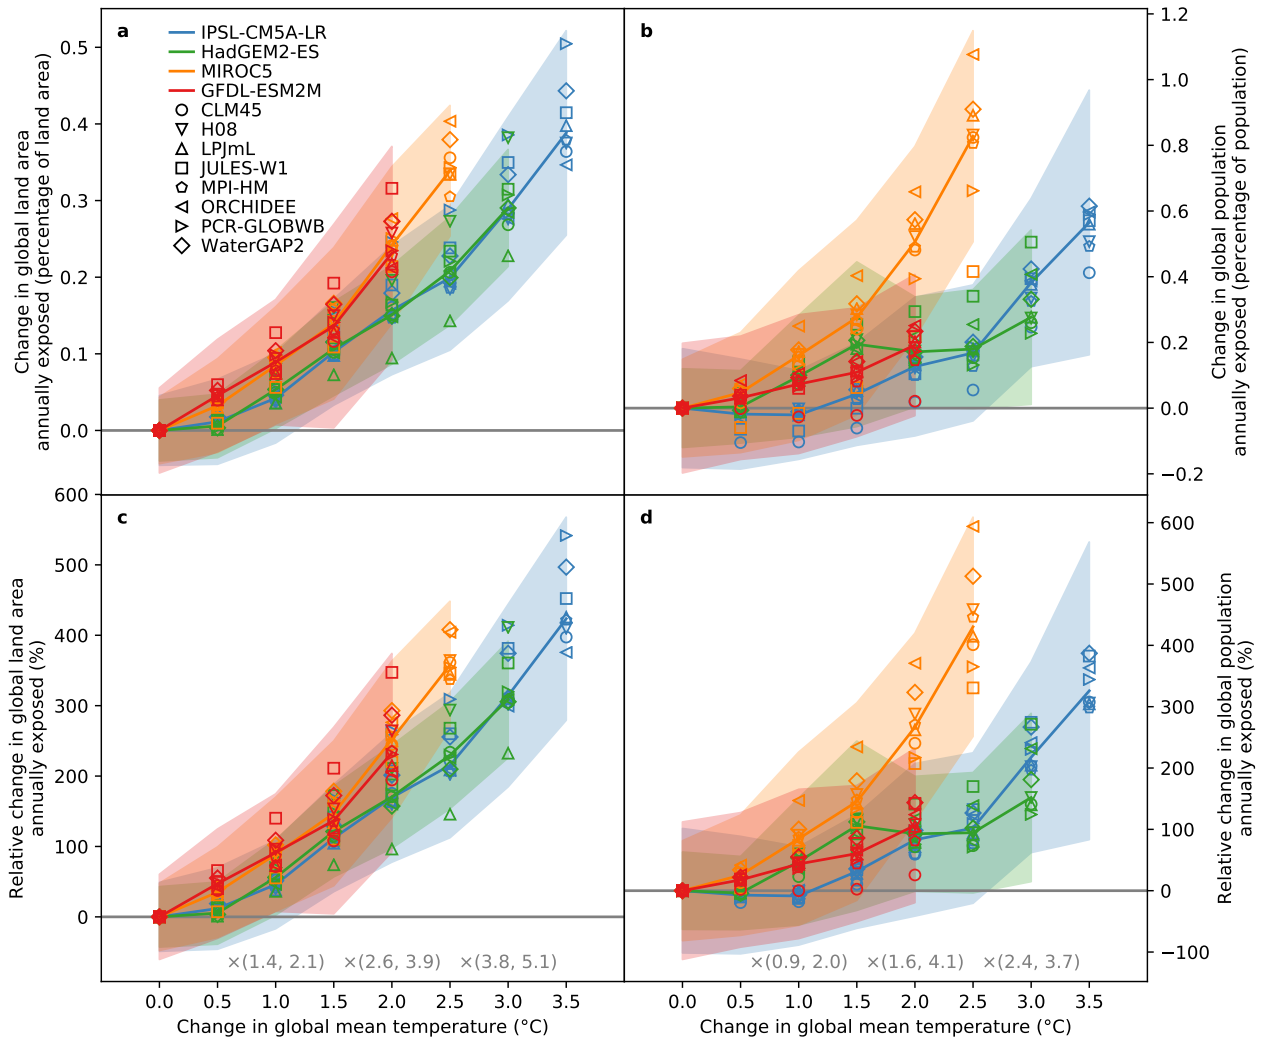 a
IPSL-CM5A-LR
HadGEM2-ES
MIROC5
GFDL-ESM2M
CLM45
H08
LPJmL
JULES-W1
MPI-HM
ORCHIDEE
PCR-GLOBWB
WaterGAP2
0.5
0.4
0.3
0.2
0.1
0.0
Change in global land area
annually exposed (percentage of land area)
b
1.2
1.0
0.8
0.6
0.4
0.2
0.0
−0.2
Change in global population
annually exposed (percentage of population)
c
600
500
400
300
200
100
0
Relative change in global land area
annually exposed (%)
×(1.4, 2.1) ×(2.6, 3.9) ×(3.8, 5.1)
0.0 0.5 1.0 1.5 2.0 2.5 3.0 3.5
Change in global mean temperature (°C)
d
600
500
400
300
200
100
0
−100
Relative change in global population
annually exposed (%)
×(0.9, 2.0) ×(1.6, 4.1) ×(2.4, 3.7)
0.0 0.5 1.0 1.5 2.0 2.5 3.0 3.5
Change in global mean temperature (°C)